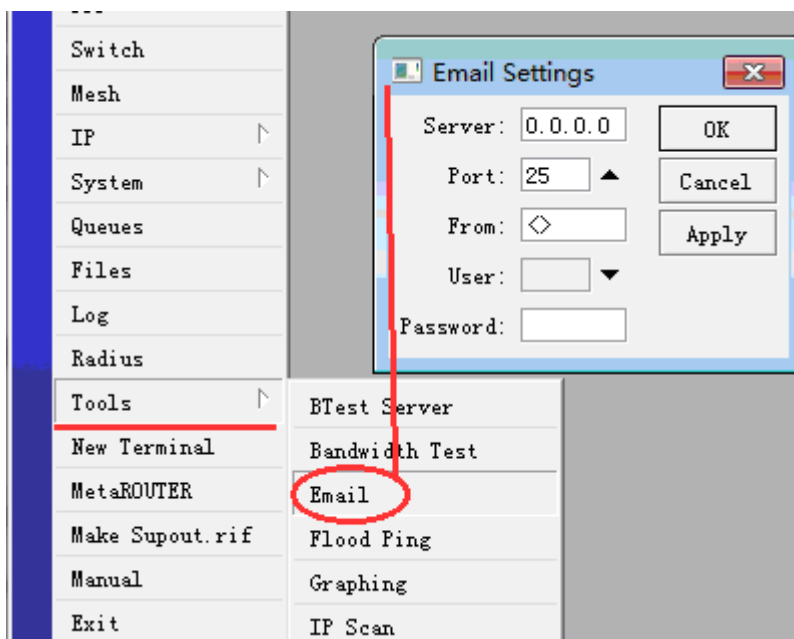 Switch
Mesh
IP
System
Queues
Files
Log
Radius
Tools
New Terminal
MetaROUTER
Make Supout.rif
Manual
Exit
BTest Server
Bandwidth Test
Email
Flood Ping
Graphing
IP Scan
Email Settings
Server: 0.0.0.0
OK
Port: 25
Cancel
From: <>
Apply
User:
Password: